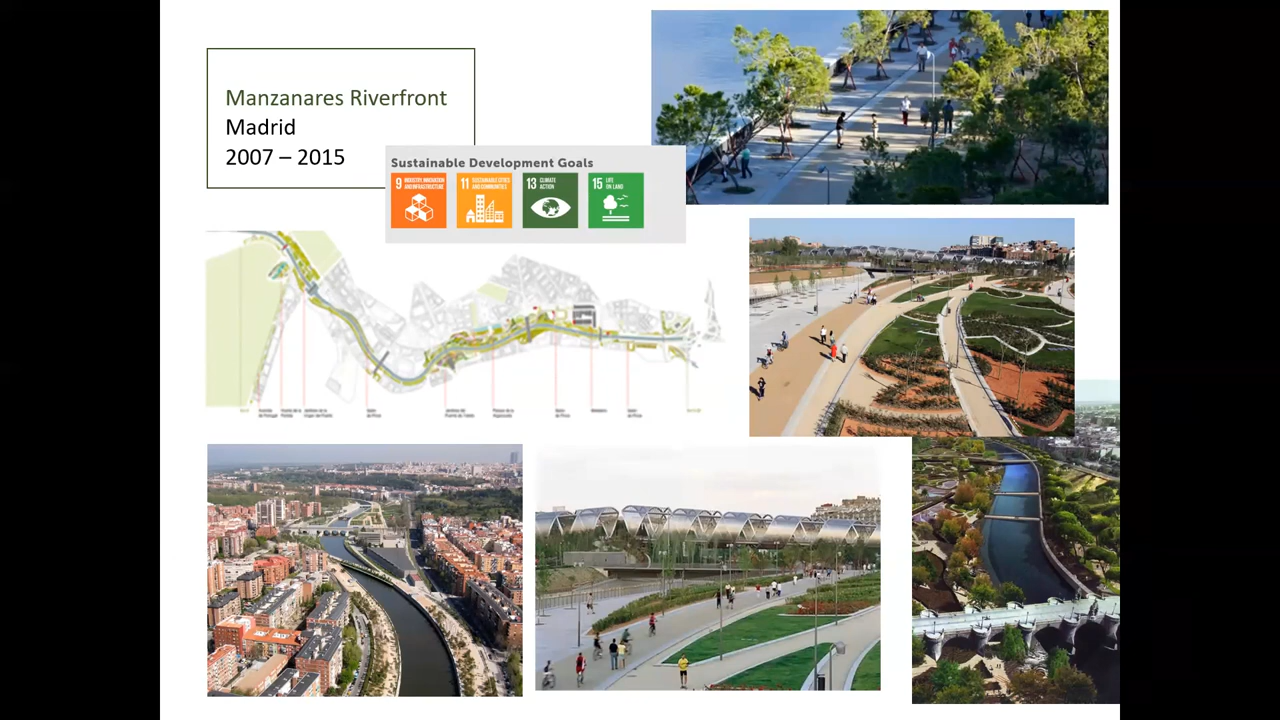 Manzanares Riverfront
Madrid
2007 – 2015
Sustainable Development Goals
9 INDUSTRY, INNOVATION
AND INFRASTRUCTURE
11 SUSTAINABLE CITIES
AND COMMUNITIES
13 CLIMATE
ACTION
15 LIFE
ON LAND